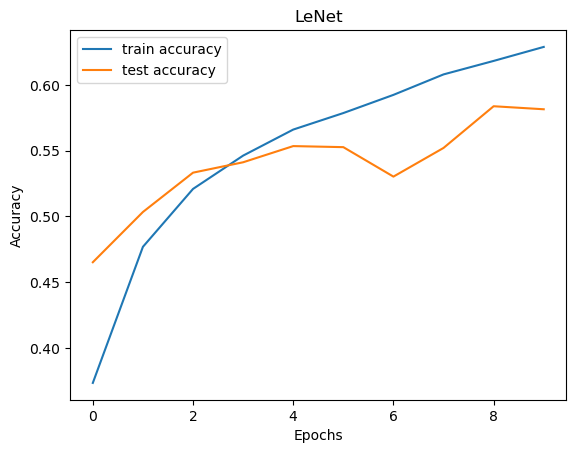 LeNet
train accuracy
test accuracy
0.60
0.55
0.50
0.45
0.40
Accuracy
0 2 4 6 8
Epochs